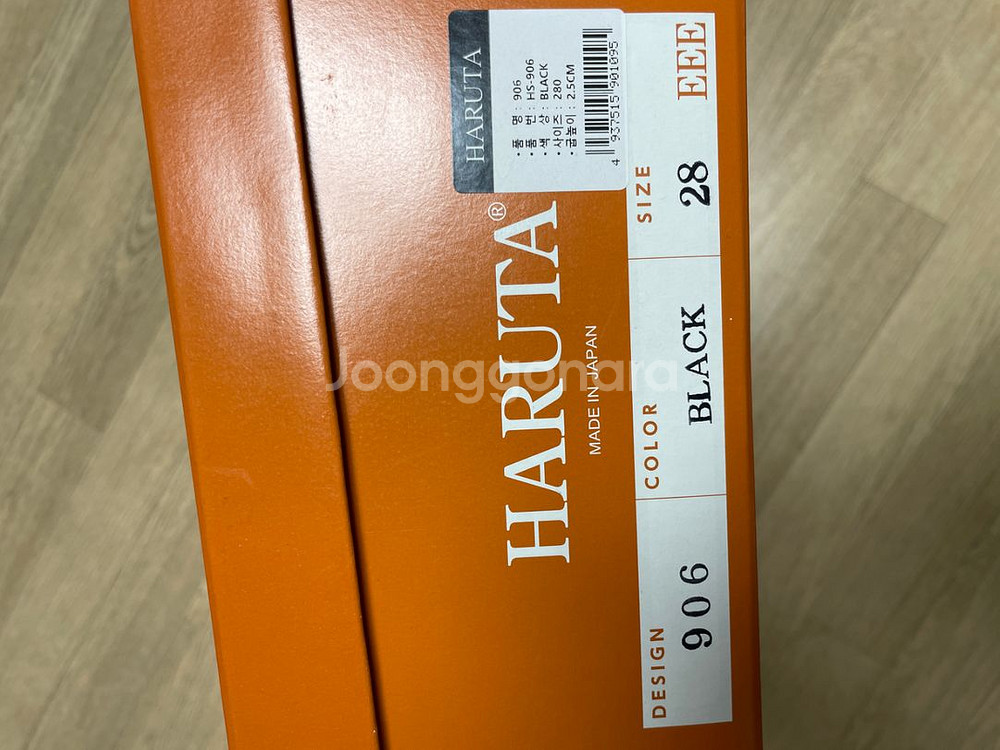 HARUTA
• 품 명 : 906
• 품 번 : HS-906
• 색 상 : BLACK
• 사이즈 : 280
• 굽높이 : 2.5CM
4 937515 901095
HARUTA®
MADE IN JAPAN
Joonggonara
DESIGN COLOR SIZE
906 BLACK 28 EEE